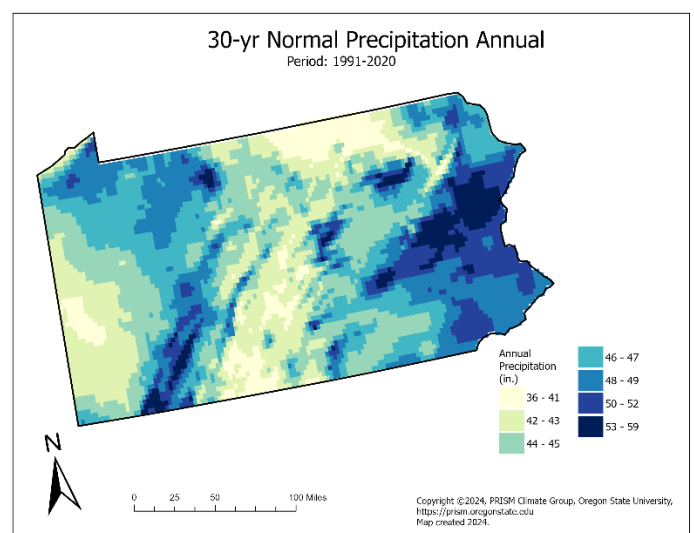 30-yr Normal Precipitation Annual
Period: 1991-2020
Annual
Precipitation
(in.)
36 - 41
42 - 43
44 - 45
46 - 47
48 - 49
50 - 52
53 - 59
N
0 25 50 100 Miles
Copyright ©2024, PRISM Climate Group, Oregon State University,
https://prism.oregonstate.edu
Map created 2024.